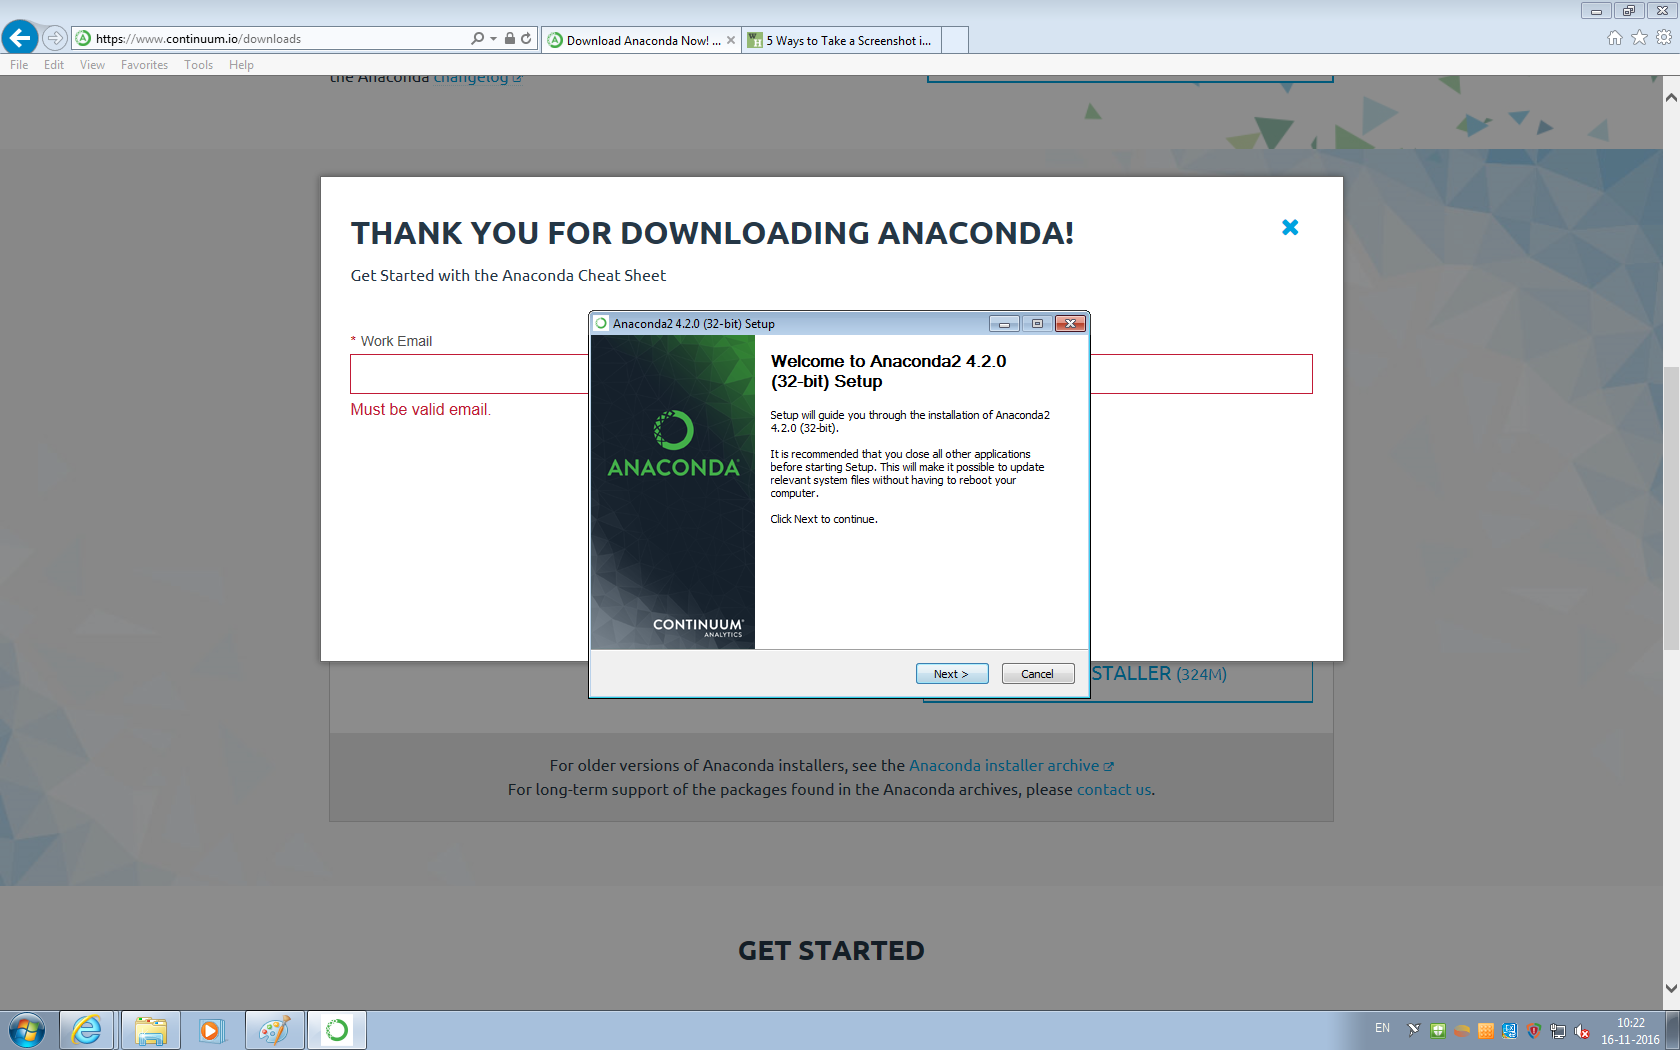 https://www.continuum.io/downloads
Download Anaconda Now! ...
5 Ways to Take a Screenshot i...
File Edit View Favorites Tools Help
the Anaconda changelog
THANK YOU FOR DOWNLOADING ANACONDA!
Get Started with the Anaconda Cheat Sheet
* Work Email
Must be valid email.
Anaconda2 4.2.0 (32-bit) Setup
Welcome to Anaconda2 4.2.0
(32-bit) Setup
Setup will guide you through the installation of Anaconda2
4.2.0 (32-bit).
It is recommended that you close all other applications
before starting Setup. This will make it possible to update
relevant system files without having to reboot your
computer.
Click Next to continue.
ANACONDA
CONTINUUM
ANALYTICS
Next >
Cancel
STALLER (324M)
For older versions of Anaconda installers, see the Anaconda installer archive
For long-term support of the packages found in the Anaconda archives, please contact us.
GET STARTED
EN
10:22
16-11-2016